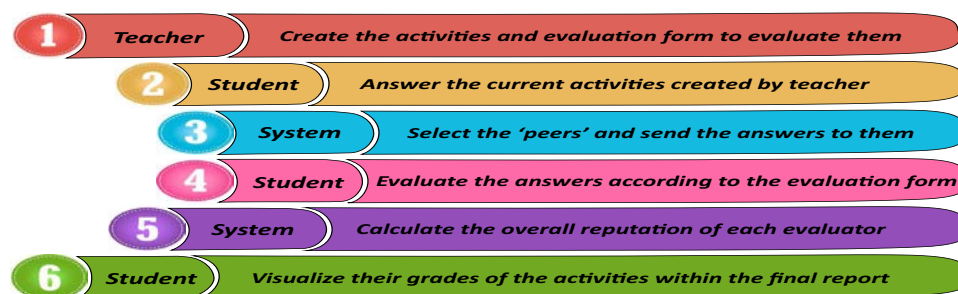 1 Teacher Create the activities and evaluation form to evaluate them
2 Student Answer the current activities created by teacher
3 System Select the ‘peers’ and send the answers to them
4 Student Evaluate the answers according to the evaluation form
5 System Calculate the overall reputation of each evaluator
6 Student Visualize their grades of the activities within the final report